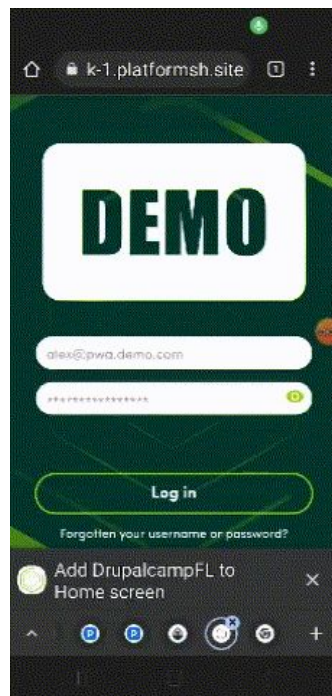 k-1.platformsh.site
1
DEMO
alex@pwa.demo.com
****************
Log in
Forgotten your username or password?
Add DrupalcampFL to
Home screen